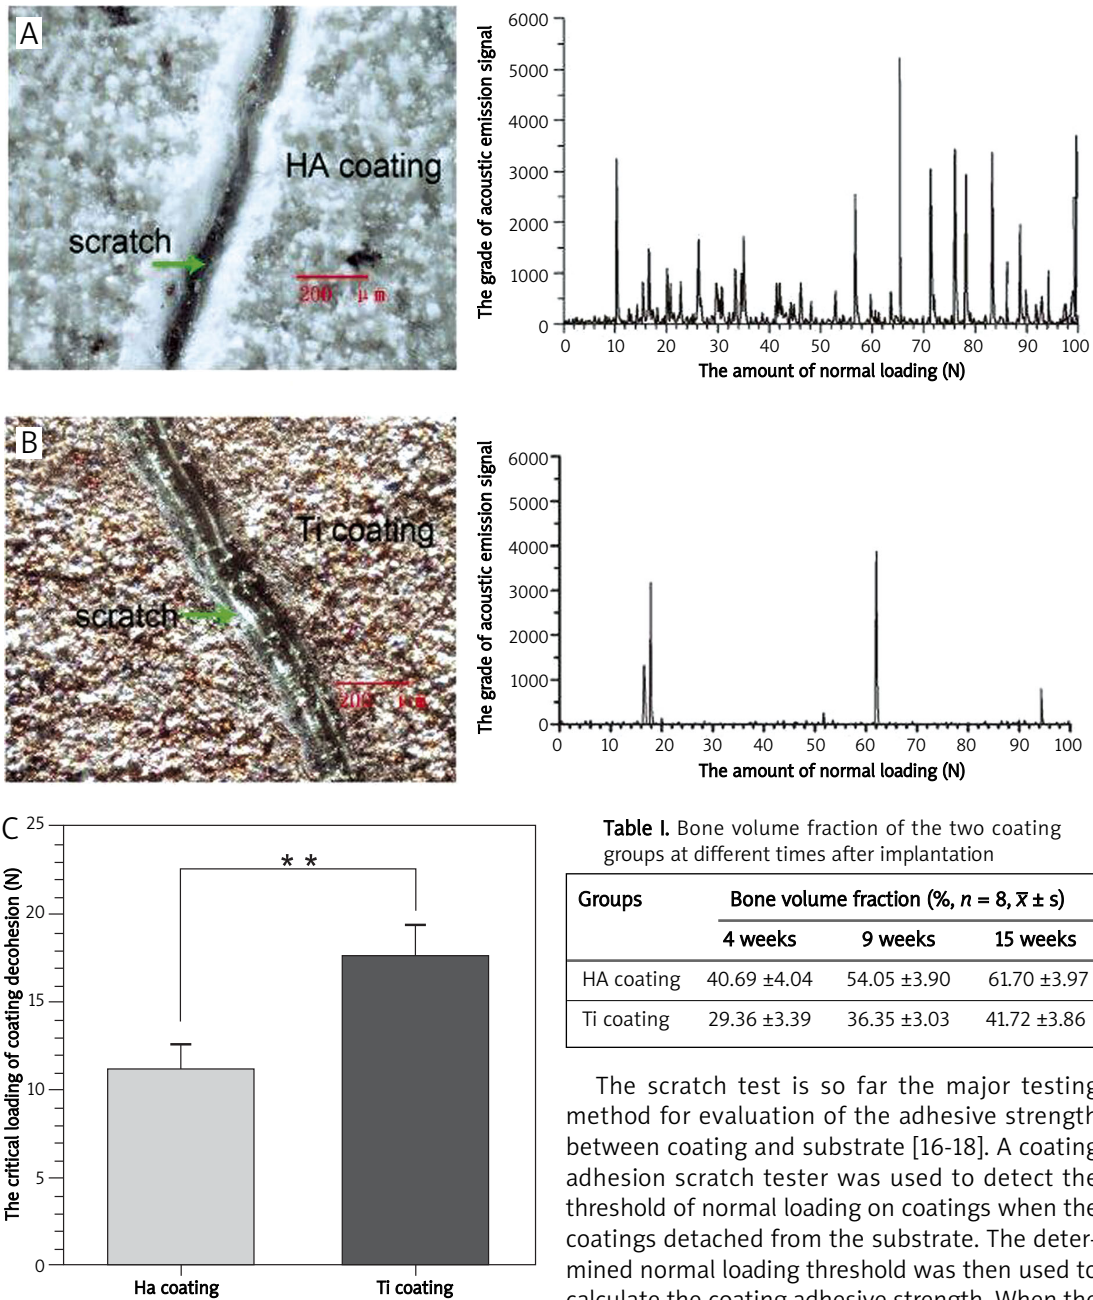 A
HA coating
scratch
200 μm
The grade of acoustic emission signal
6000
5000
4000
3000
2000
1000
0
0 10 20 30 40 50 60 70 80 90 100
The amount of normal loading (N)
B
Ti coating
scratch
200 μm
The grade of acoustic emission signal
6000
5000
4000
3000
2000
1000
0
0 10 20 30 40 50 60 70 80 90 100
The amount of normal loading (N)
C
The critical loading of coating decohesion (N)
25
20
15
10
5
0
* *
Ha coating Ti coating
Table I. Bone volume fraction of the two coating
groups at different times after implantation
Groups Bone volume fraction (%, n = 8, x̅ ± s)
4 weeks 9 weeks 15 weeks
HA coating 40.69 ±4.04 54.05 ±3.90 61.70 ±3.97
Ti coating 29.36 ±3.39 36.35 ±3.03 41.72 ±3.86
The scratch test is so far the major testing
method for evaluation of the adhesive strength
between coating and substrate [16-18]. A coating
adhesion scratch tester was used to detect the
threshold of normal loading on coatings when the
coatings detached from the substrate. The deter-
mined normal loading threshold was then used to
calculate the coating adhesive strength. When the